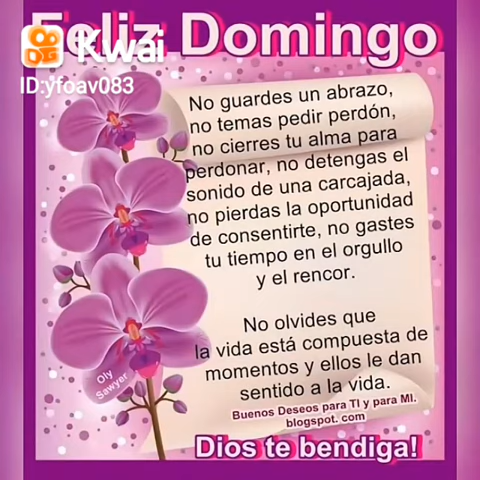 Feliz Domingo
Kwai
ID:yfoav083
No guardes un abrazo,
no temas pedir perdón,
no cierres tu alma para
perdonar, no detengas el
sonido de una carcajada,
no pierdas la oportunidad
de consentirte, no gastes
tu tiempo en el orgullo
y el rencor.
No olvides que
la vida está compuesta de
momentos y ellos le dan
sentido a la vida.
Buenos Deseos para TI y para MI.
blogspot. com
Oly
Sawyer
Dios te bendiga!